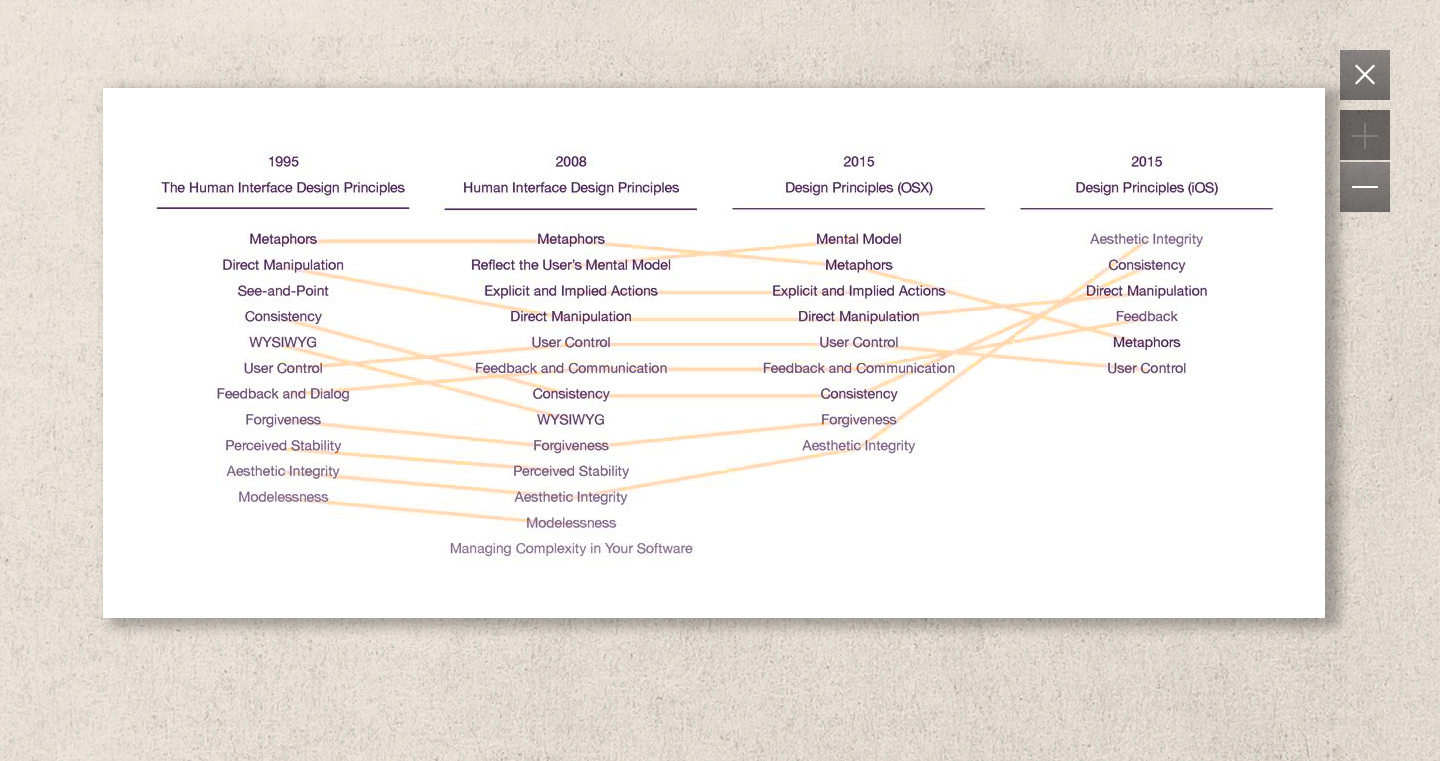 1995
The Human Interface Design Principles
Metaphors
Direct Manipulation
See-and-Point
Consistency
WYSIWYG
User Control
Feedback and Dialog
Forgiveness
Perceived Stability
Aesthetic Integrity
Modelessness
2008
Human Interface Design Principles
Metaphors
Reflect the User's Mental Model
Explicit and Implied Actions
Direct Manipulation
User Control
Feedback and Communication
Consistency
WYSIWYG
Forgiveness
Perceived Stability
Aesthetic Integrity
Modelessness
Managing Complexity in Your Software
2015
Design Principles (OSX)
Mental Model
Metaphors
Explicit and Implied Actions
Direct Manipulation
User Control
Feedback and Communication
Consistency
Forgiveness
Aesthetic Integrity
2015
Design Principles (iOS)
Aesthetic Integrity
Consistency
Direct Manipulation
Feedback
Metaphors
User Control